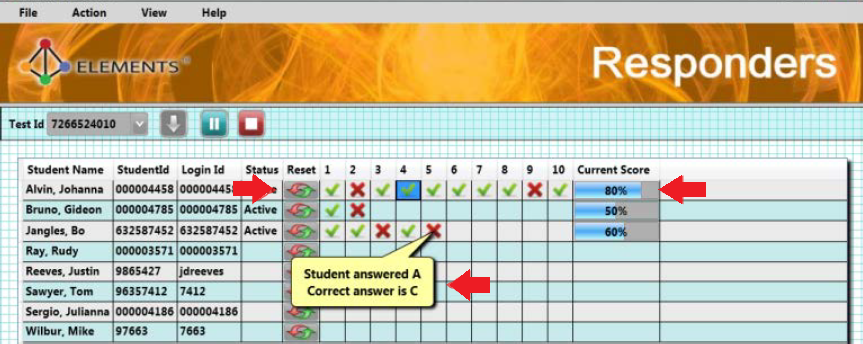 File Action View Help
ELEMENTS®
Responders
Test Id 7266524010
Student Name StudentId Login Id Status Reset 1 2 3 4 5 6 7 8 9 10 Current Score
Alvin, Johanna 000004458 80%
Bruno, Gideon 000004785 000004785 Active 50%
Jangles, Bo 632587452 632587452 Active 60%
Ray, Rudy 000003571 000003571
Reeves, Justin 9865427 jdreeves
Student answered A
Correct answer is C
Sawyer, Tom 96357412 7412
Sergio, Julianna 000004186 000004186
Wilbur, Mike 97663 7663